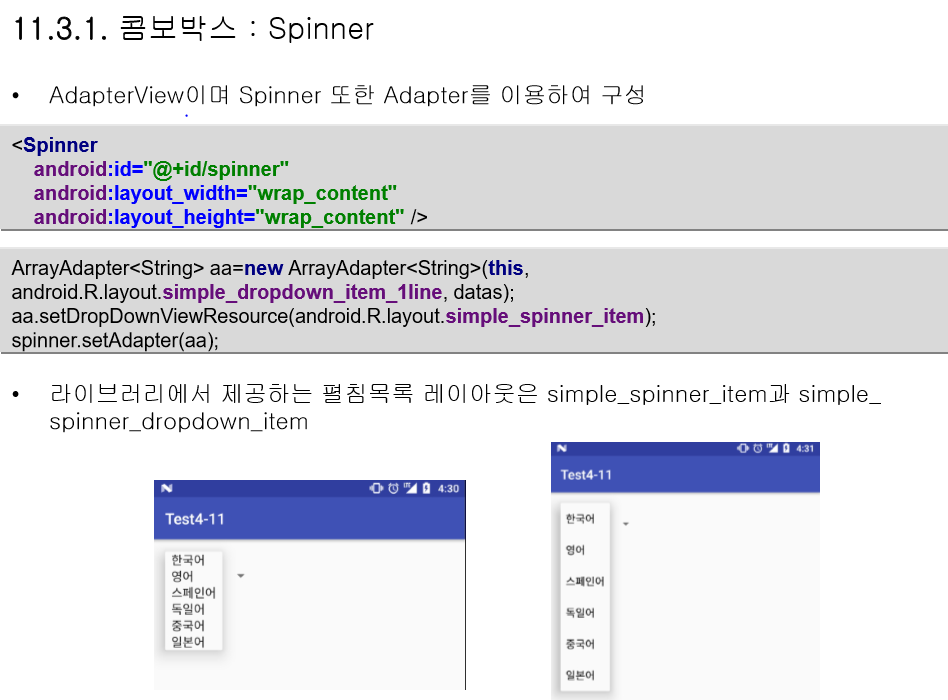 11.3.1. 콤보박스 : Spinner
• AdapterView이며 Spinner 또한 Adapter를 이용하여 구성
<Spinner
android:id="@+id/spinner"
android:layout_width="wrap_content"
android:layout_height="wrap_content" />
ArrayAdapter<String> aa=new ArrayAdapter<String>(this,
android.R.layout.simple_dropdown_item_1line, datas);
aa.setDropDownViewResource(android.R.layout.simple_spinner_item);
spinner.setAdapter(aa);
• 라이브러리에서 제공하는 펼침목록 레이아웃은 simple_spinner_item과 simple_
spinner_dropdown_item
4:30
Test4-11
한국어
영어
스페인어
독일어
중국어
일본어
4:31
Test4-11
한국어
영어
스페인어
독일어
중국어
일본어